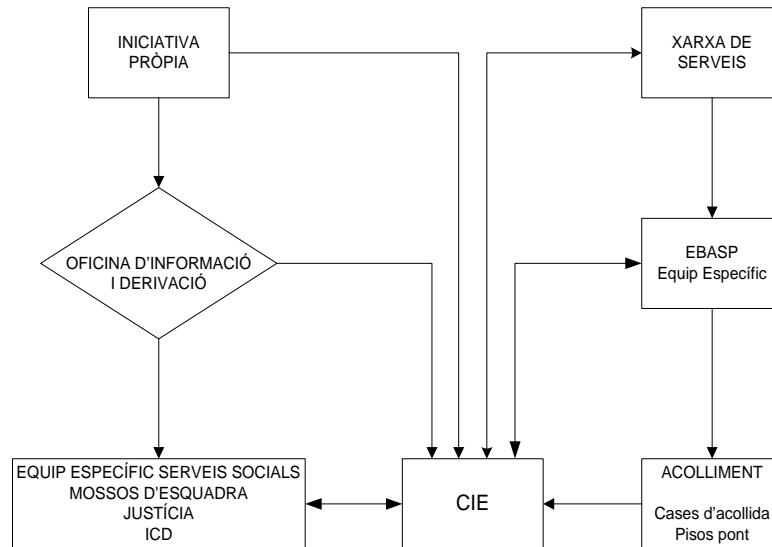 INICIATIVA
PRÒPIA
XARXA DE
SERVEIS
OFICINA D'INFORMACIÓ
I DERIVACIÓ
EBASP
Equip Específic
EQUIP ESPECÍFIC SERVEIS SOCIALS
MOSSOS D'ESQUADRA
JUSTÍCÍA
ICD
CIE
ACOLLIMENT
Cases d'acollida
Pisos pont